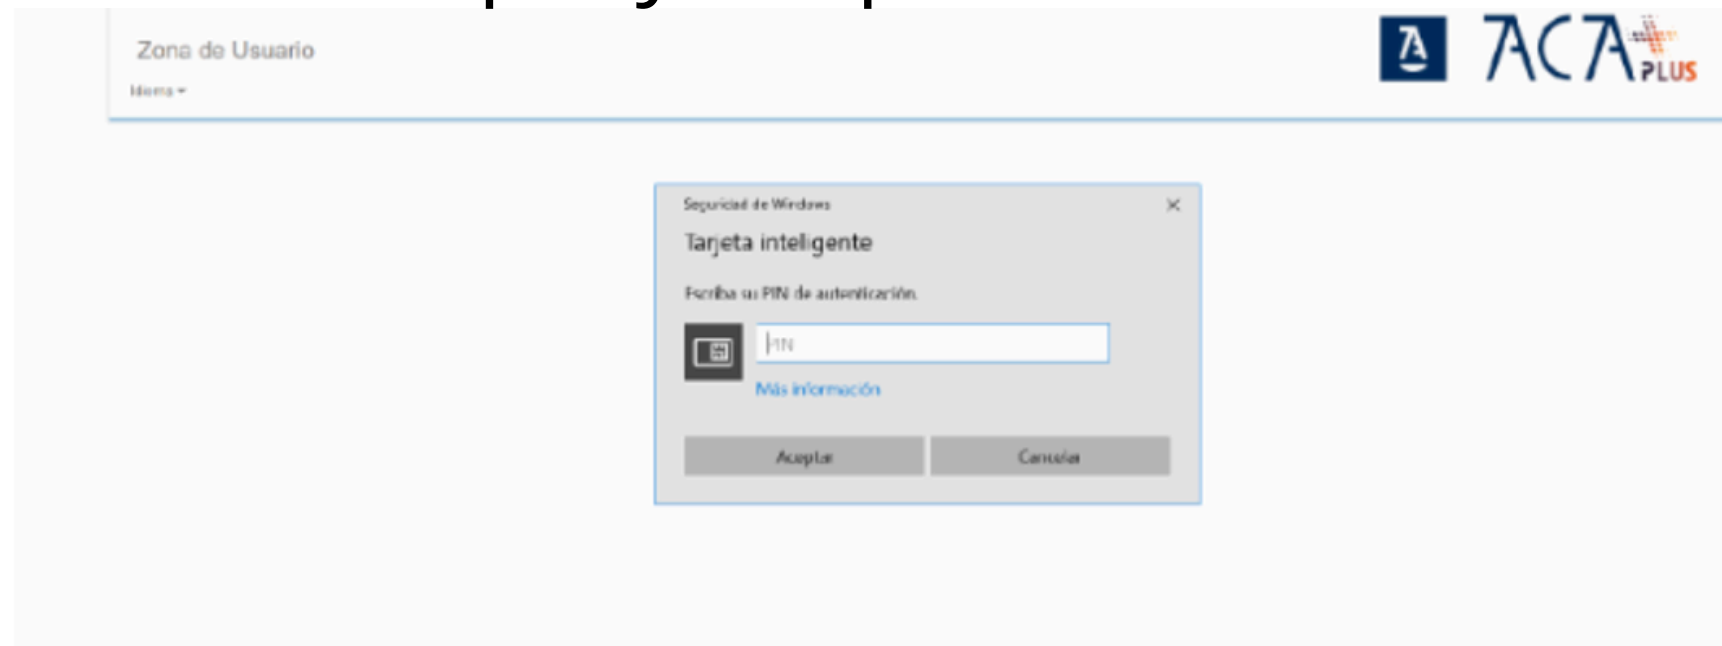 Zona de Usuario
Idioma
ACA
PLUS
Seguridad de Windows
Tarjeta inteligente
Escriba su PIN de autenticación.
PIN
Más información
Aceptar
Cancelar